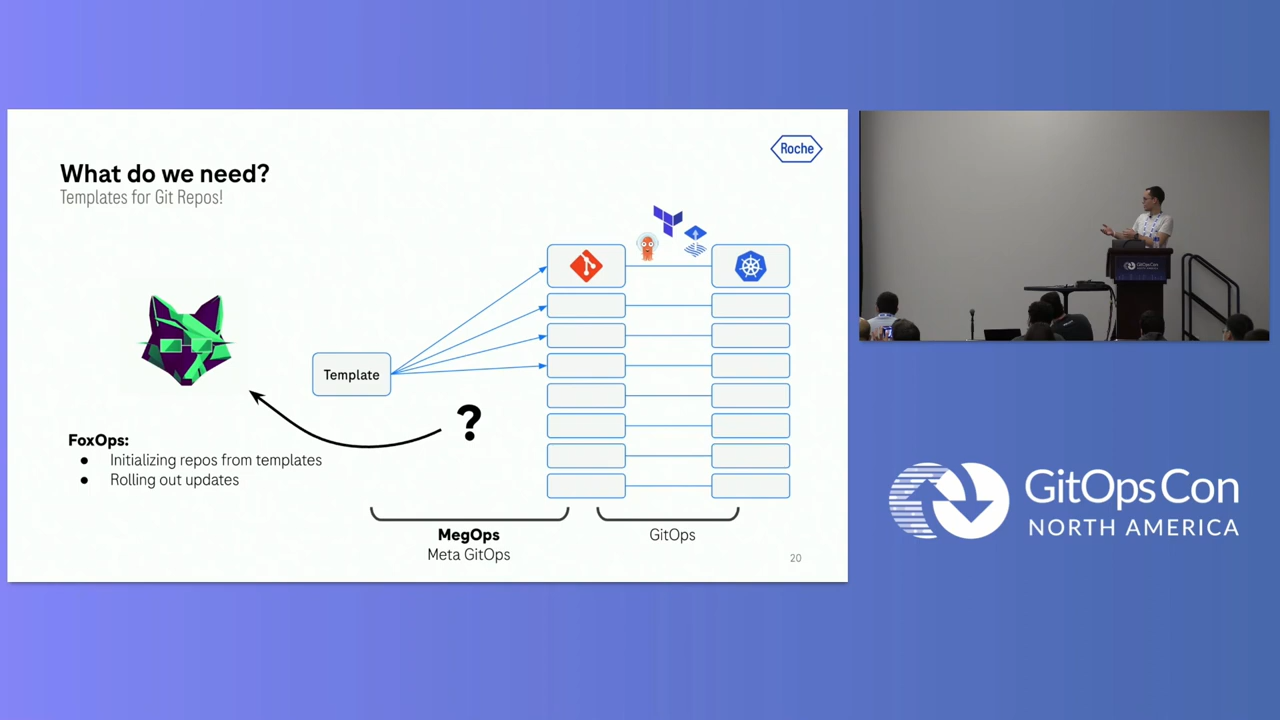 What do we need?
Templates for Git Repos!
Roche
Template
?
FoxOps:
● Initializing repos from templates
● Rolling out updates
MegOps
Meta GitOps
GitOps
20
GitOpsCon
GitOpsCon
NORTH AMERICA